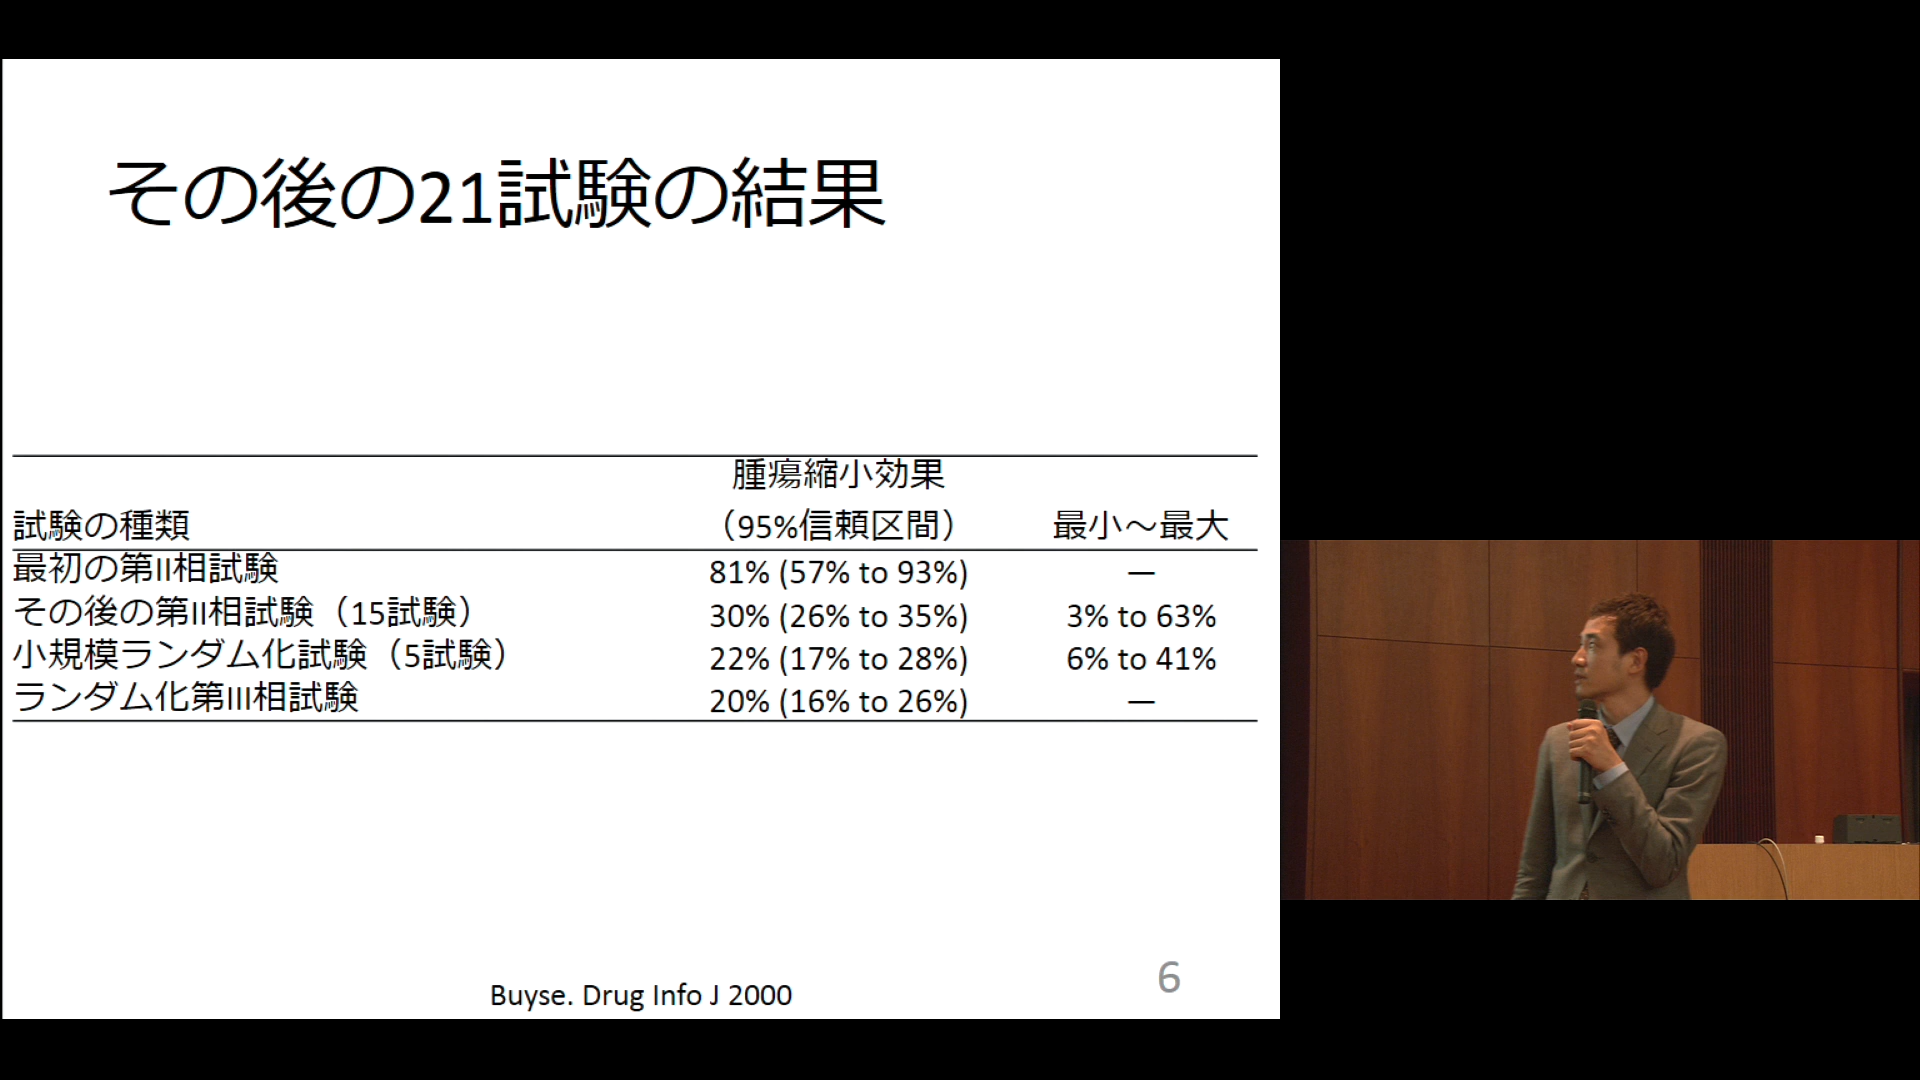 その後の21試験の結果
腫瘍縮小効果
試験の種類 （95%信頼区間） 最小～最大
最初の第II相試験 81% (57% to 93%) —
その後の第II相試験（15試験） 30% (26% to 35%) 3% to 63%
小規模ランダム化試験（5試験） 22% (17% to 28%) 6% to 41%
ランダム化第III相試験 20% (16% to 26%) —
Buyse. Drug Info J 2000
6